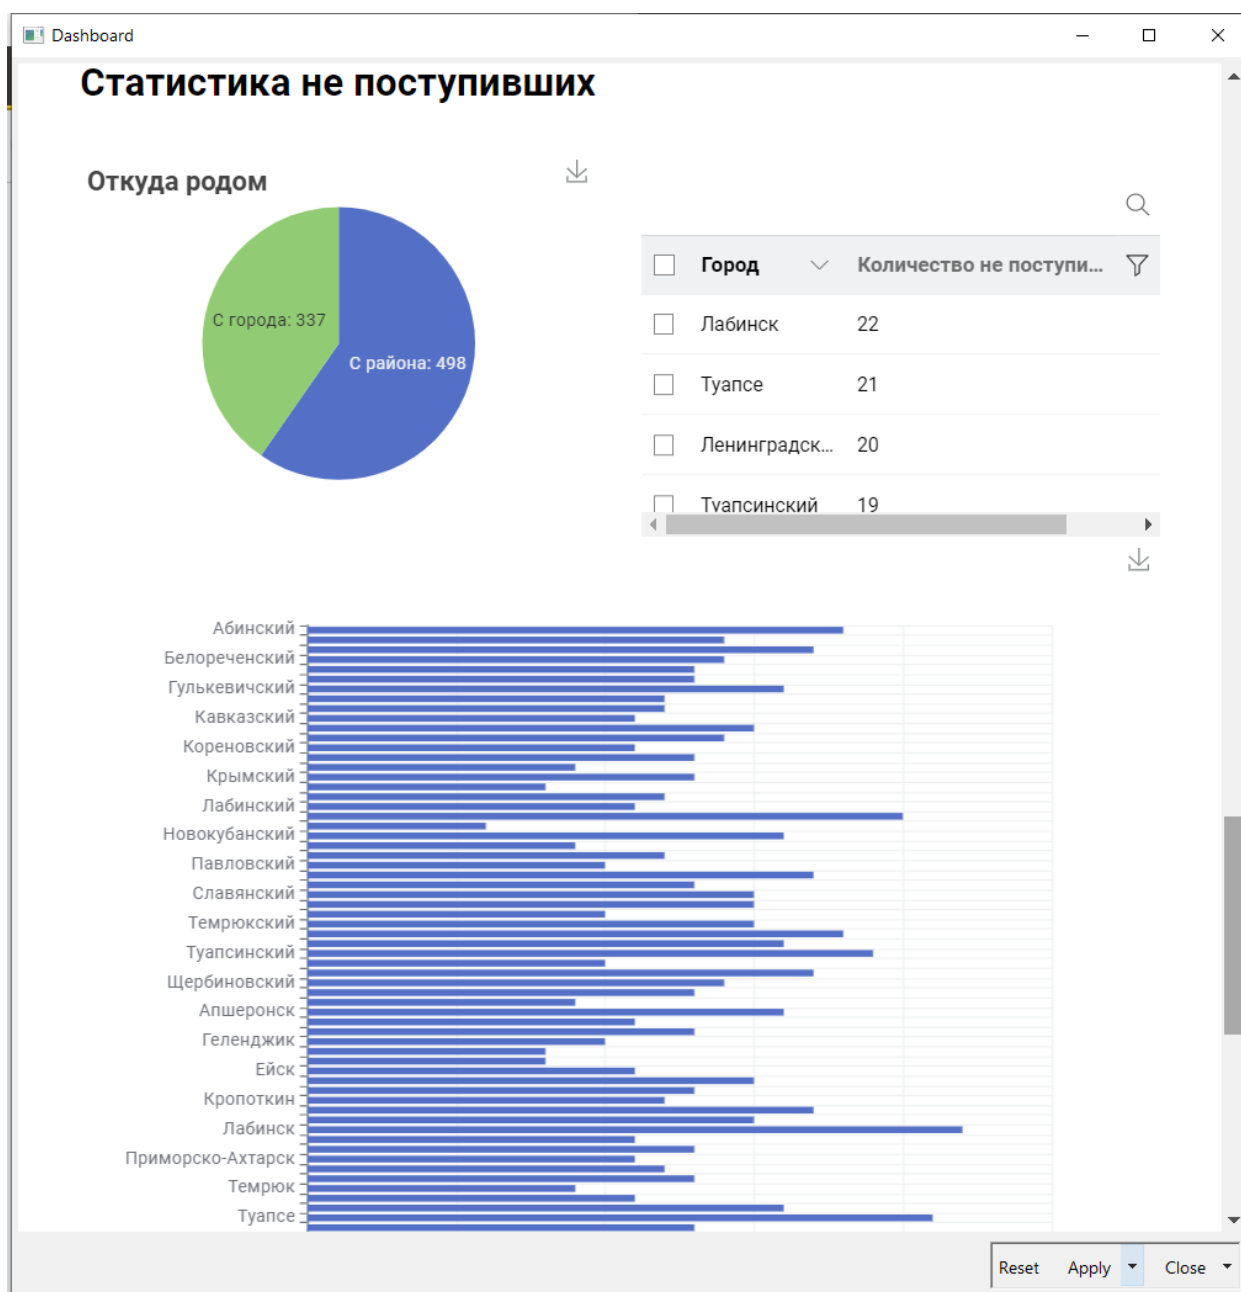 Dashboard
Статистика не поступивших
Откуда родом
С города: 337
С района: 498
Город
Количество не поступи...
Лабинск
22
Туапсе
21
Ленинградск...
20
Туапсинский
19
Абинский
Белореченский
Гулькевичский
Кавказский
Кореновский
Крымский
Лабинский
Новокубанский
Павловский
Славянский
Темрюкский
Туапсинский
Щербиновский
Апшеронск
Геленджик
Ейск
Кропоткин
Лабинск
Приморско-Ахтарск
Темрюк
Туапсе
Reset
Apply
Close